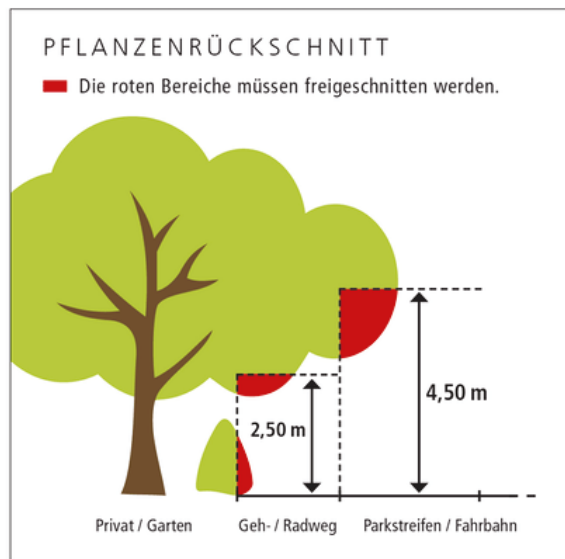 PFLANZENRÜCKSCHNITT
Die roten Bereiche müssen freigeschnitten werden.
4,50 m
2,50 m
Privat / Garten
Geh- / Radweg
Parkstreifen / Fahrbahn